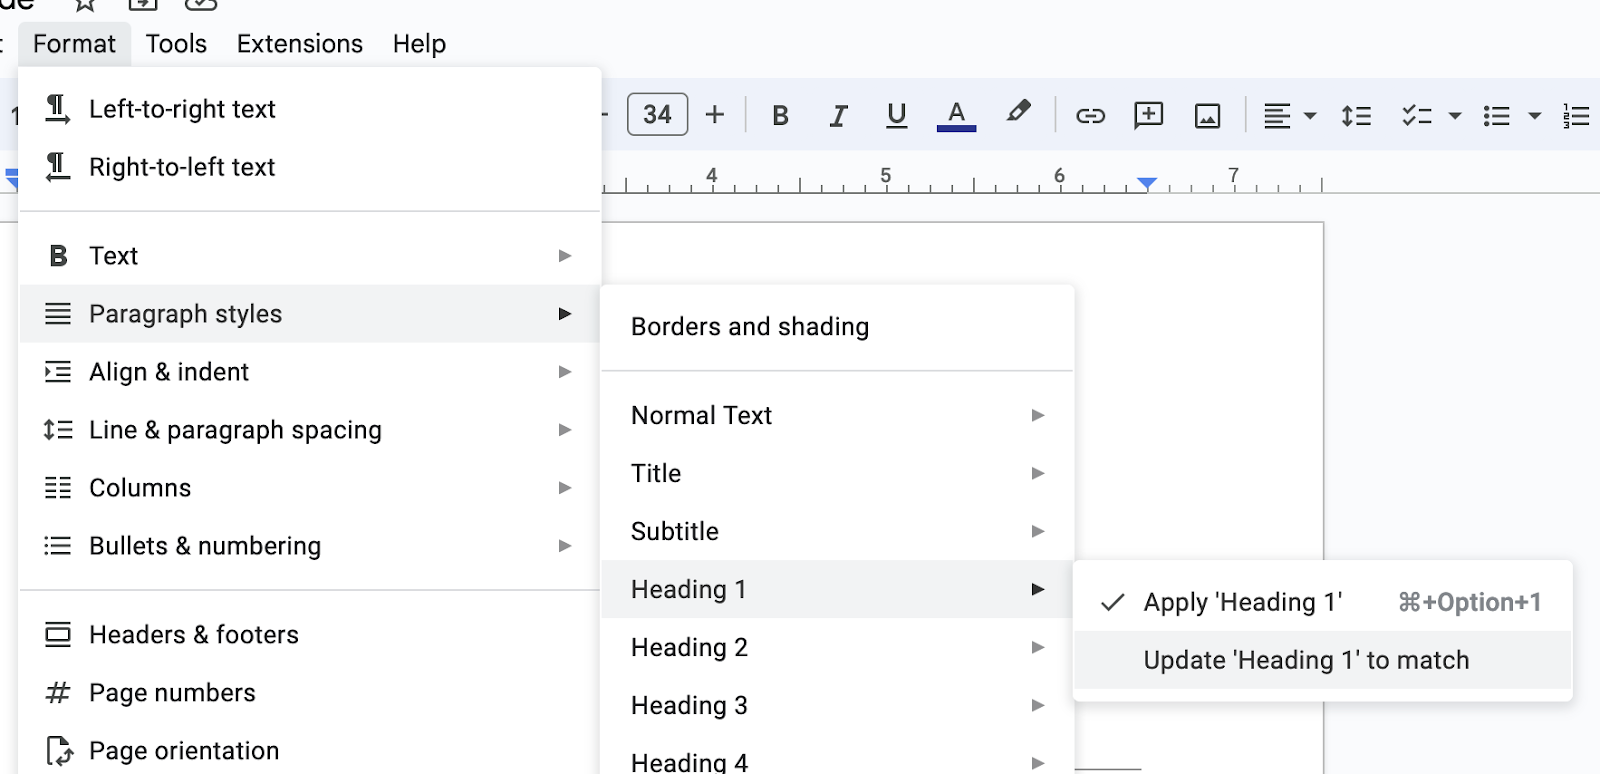 de
Format Tools Extensions Help
Left-to-right text
Right-to-left text
34 B I U A
4 5 6 7
B Text
Paragraph styles
Align & indent
Line & paragraph spacing
Columns
Bullets & numbering
Headers & footers
# Page numbers
Page orientation
Borders and shading
Normal Text
Title
Subtitle
Heading 1
Heading 2
Heading 3
Heading 4
Apply 'Heading 1' ⌘+Option+1
Update 'Heading 1' to match